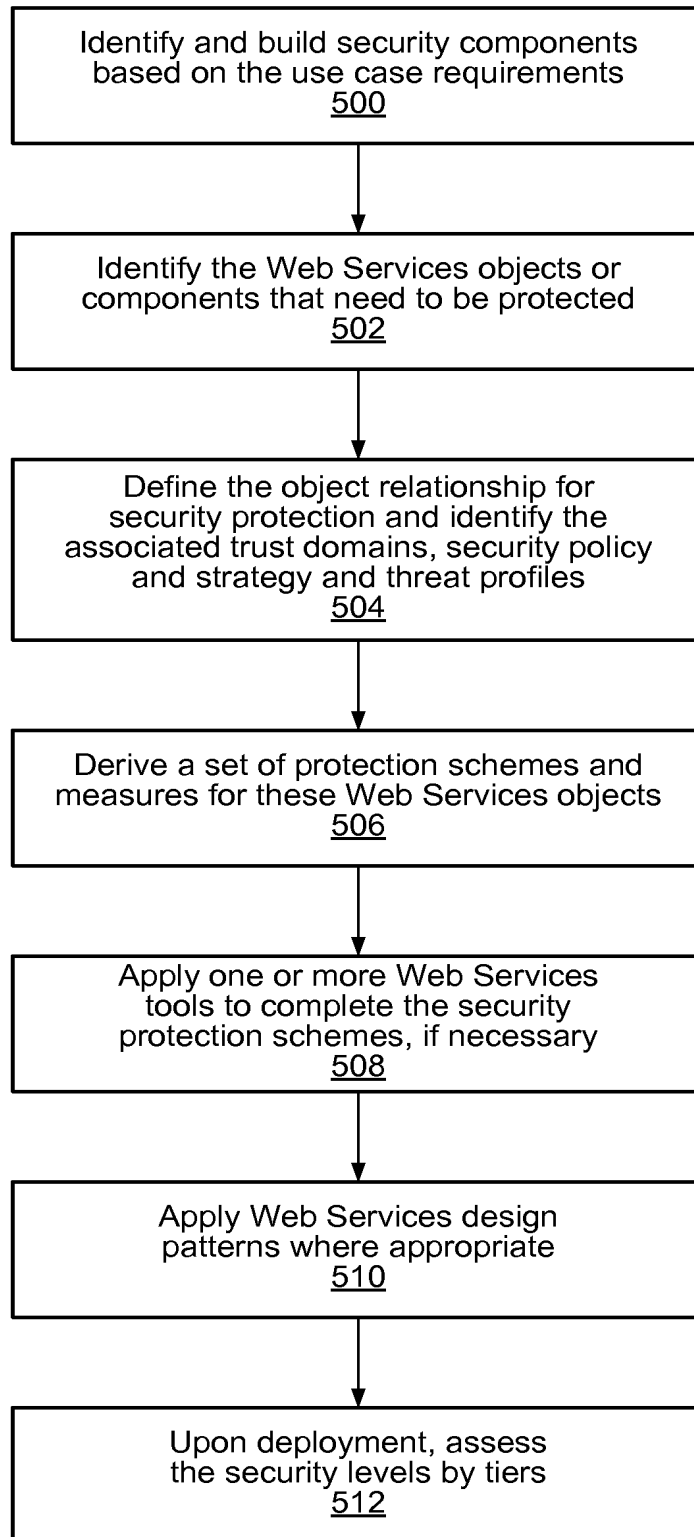 Identify and build security components
based on the use case requirements
500
Identify the Web Services objects or
components that need to be protected
502
Define the object relationship for
security protection and identify the
associated trust domains, security policy
and strategy and threat profiles
504
Derive a set of protection schemes and
measures for these Web Services objects
506
Apply one or more Web Services
tools to complete the security
protection schemes, if necessary
508
Apply Web Services design
patterns where appropriate
510
Upon deployment, assess
the security levels by tiers
512